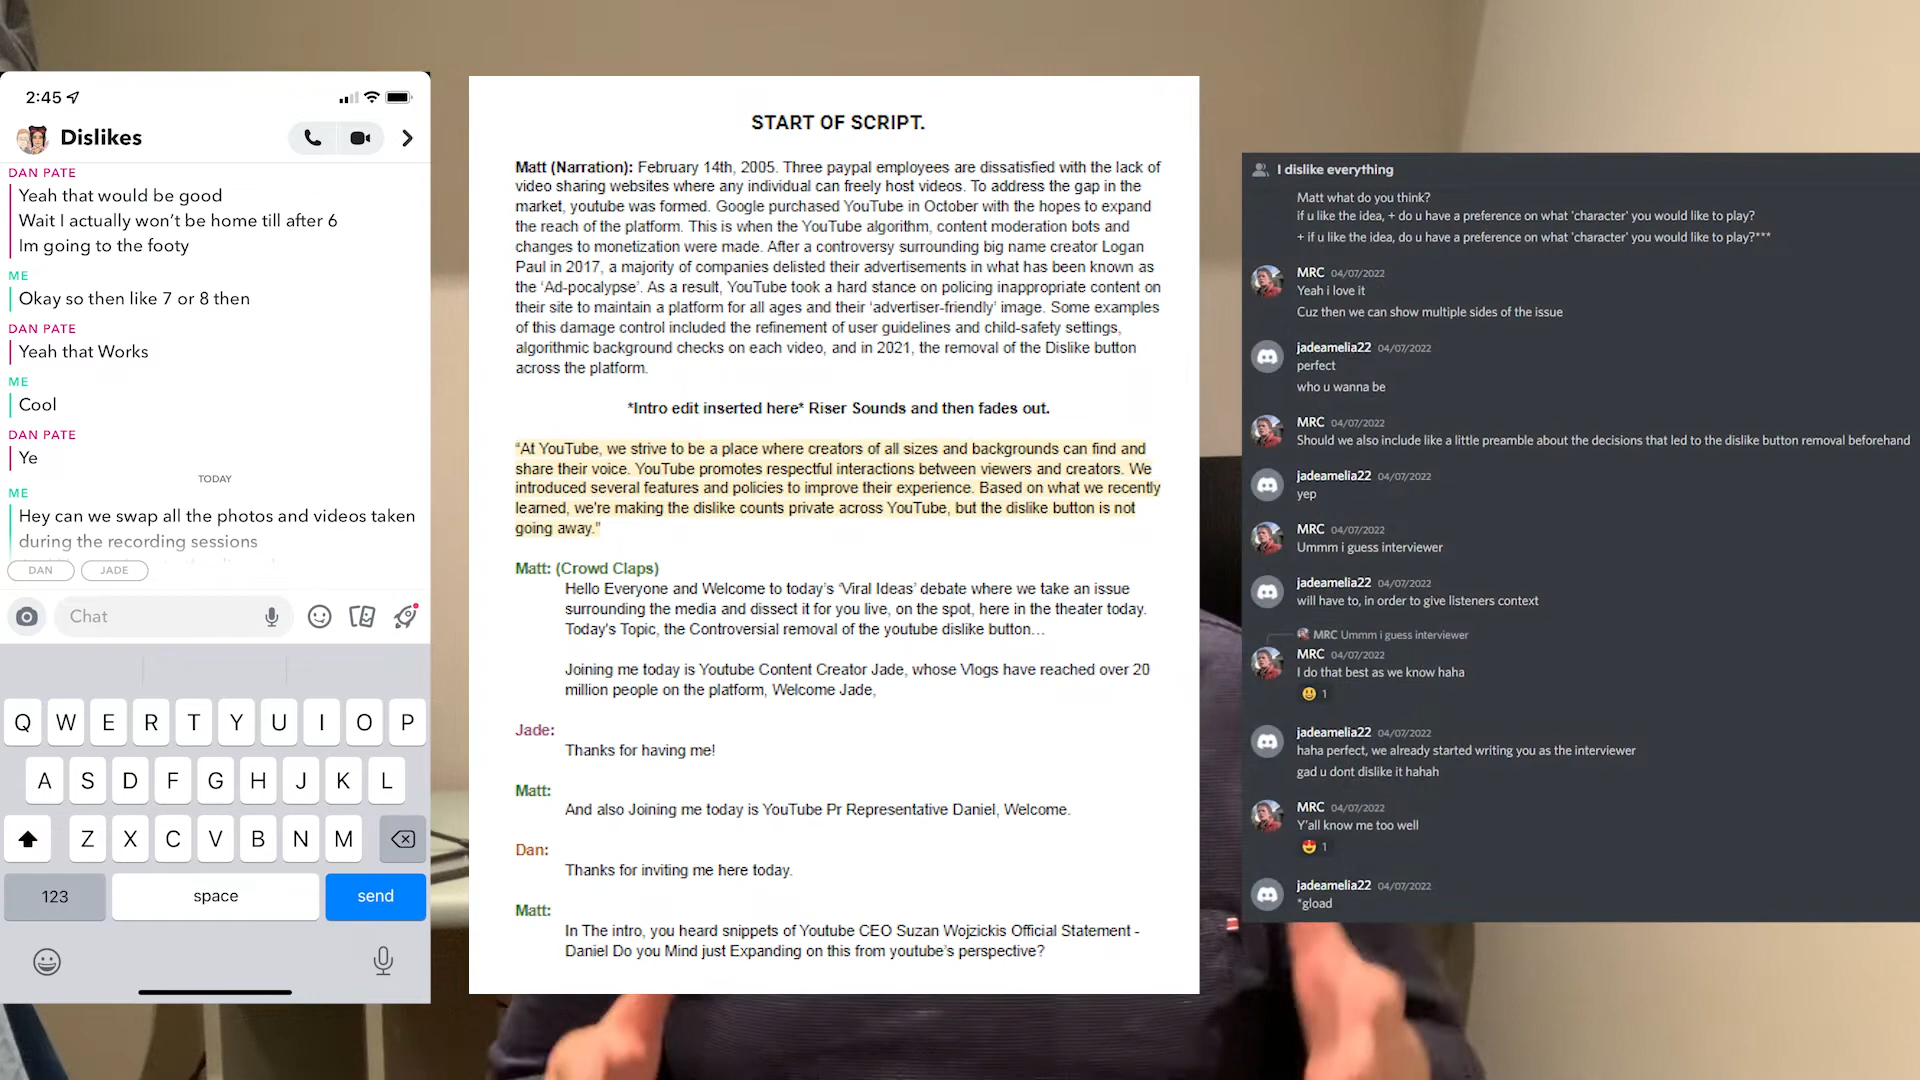 2:45
Dislikes
DAN PATE
Yeah that would be good
Wait I actually won't be home till after 6
Im going to the footy
ME
Okay so then like 7 or 8 then
DAN PATE
Yeah that Works
ME
Cool
DAN PATE
Ye
TODAY
ME
Hey can we swap all the photos and videos taken
during the recording sessions
DAN JADE
Chat
Q W E R T Y U I O P
A S D F G H J K L
Z X C V B N M
123 space send
START OF SCRIPT.
Matt (Narration): February 14th, 2005. Three paypal employees are dissatisfied with the lack of
video sharing websites where any individual can freely host videos. To address the gap in the
market, youtube was formed. Google purchased YouTube in October with the hopes to expand
the reach of the platform. This is when the YouTube algorithm, content moderation bots and
changes to monetization were made. After a controversy surrounding big name creator Logan
Paul in 2017, a majority of companies delisted their advertisements in what has been known as
the 'Ad-pocalypse'. As a result, YouTube took a hard stance on policing inappropriate content on
their site to maintain a platform for all ages and their 'advertiser-friendly' image. Some examples
of this damage control included the refinement of user guidelines and child-safety settings,
algorithmic background checks on each video, and in 2021, the removal of the Dislike button
across the platform.
*Intro edit inserted here* Riser Sounds and then fades out.
"At YouTube, we strive to be a place where creators of all sizes and backgrounds can find and
share their voice. YouTube promotes respectful interactions between viewers and creators. We
introduced several features and policies to improve their experience. Based on what we recently
learned, we're making the dislike counts private across YouTube, but the dislike button is not
going away."
Matt: (Crowd Claps)
Hello Everyone and Welcome to today's 'Viral Ideas' debate where we take an issue
surrounding the media and dissect it for you live, on the spot, here in the theater today.
Today's Topic, the Controversial removal of the youtube dislike button…
Joining me today is Youtube Content Creator Jade, whose Vlogs have reached over 20
million people on the platform, Welcome Jade,
Jade:
Thanks for having me!
Matt:
And also Joining me today is YouTube Pr Representative Daniel, Welcome.
Dan:
Thanks for inviting me here today.
Matt:
In The intro, you heard snippets of Youtube CEO Suzan Wojzickis Official Statement -
Daniel Do you Mind just Expanding on this from youtube's perspective?
I dislike everything
Matt what do you think?
if u like the idea, + do u have a preference on what 'character' you would like to play?
+ if u like the idea, do u have a preference on what 'character' you would like to play?***
MRC 04/07/2022
Yeah i love it
Cuz then we can show multiple sides of the issue
jadeamelia22 04/07/2022
perfect
who u wanna be
MRC 04/07/2022
Should we also include like a little preamble about the decisions that led to the dislike button removal beforehand
jadeamelia22 04/07/2022
yep
MRC 04/07/2022
Ummm i guess interviewer
jadeamelia22 04/07/2022
will have to, in order to give listeners context
MRC Ummm i guess interviewer
MRC 04/07/2022
I do that best as we know haha
1
jadeamelia22 04/07/2022
haha perfect, we already started writing you as the interviewer
gad u dont dislike it hahah
MRC 04/07/2022
Y'all know me too well
1
jadeamelia22 04/07/2022
*gload